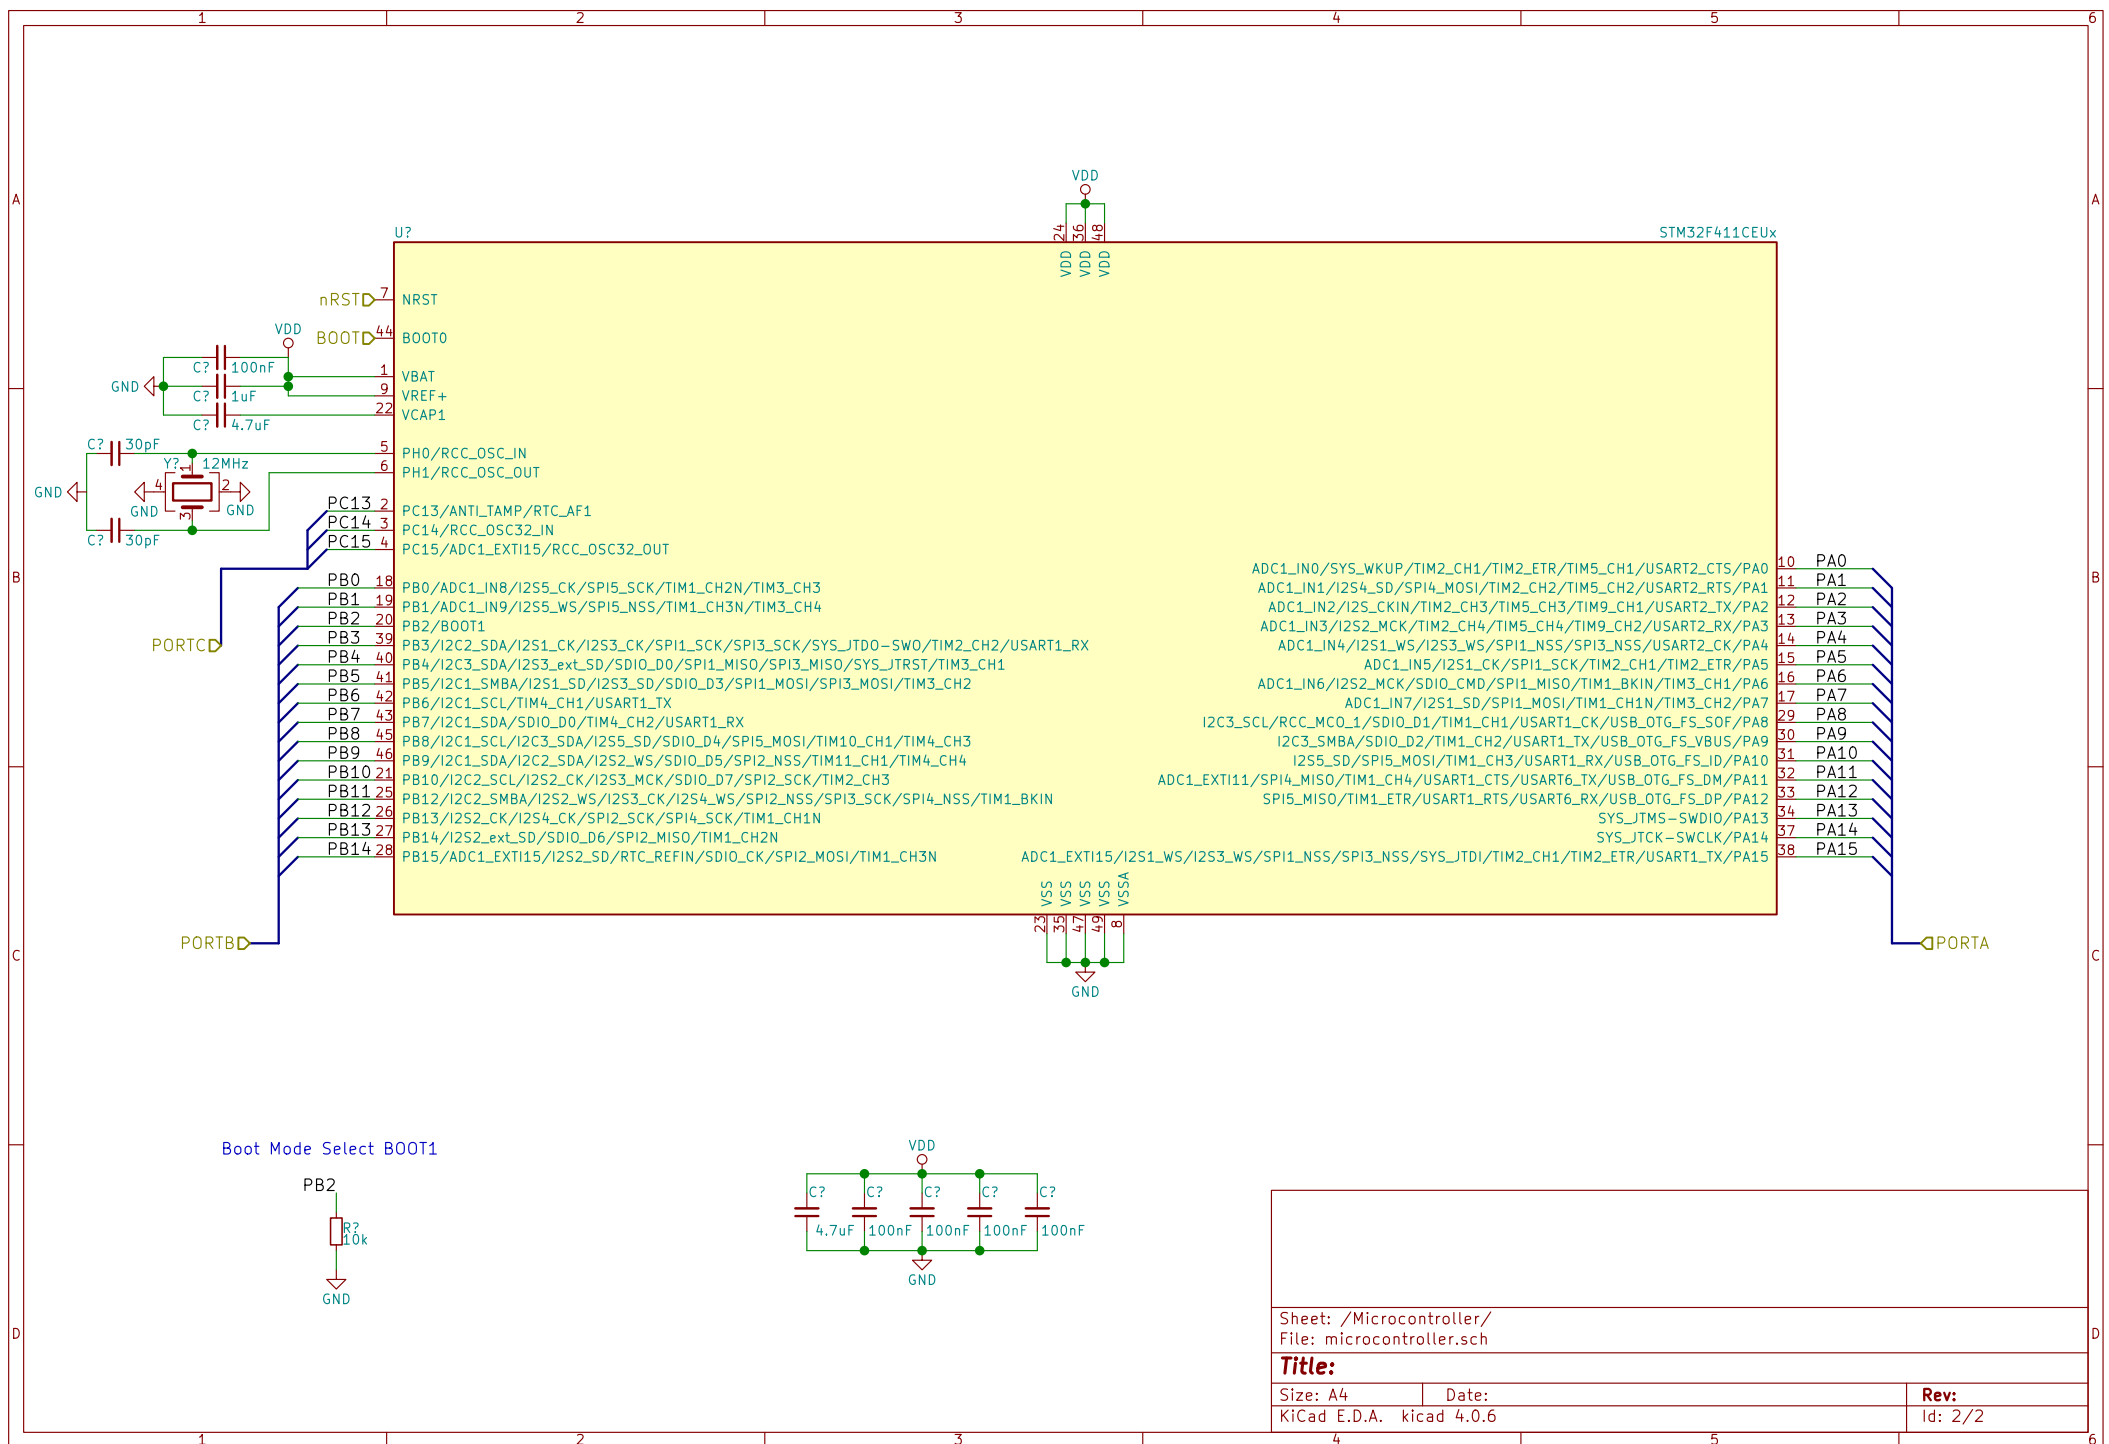 1 2 3 4 5 6
A A
B B
C C
D D
1 2 3 4 5 6
VDD
24 36 48
VDD VDD VDD
U?
STM32F411CEUx
nRST 7 NRST
BOOT 44 BOOT0
VDD
C? 100nF
1 VBAT
GND
C? 1uF
9 VREF+
22 VCAP1
C? 4.7uF
C? 30pF
5 PH0/RCC_OSC_IN
Y? 12MHz
6 PH1/RCC_OSC_OUT
1
GND 4 2
GND GND
3
C? 30pF
PC13 2 PC13/ANTI_TAMP/RTC_AF1
PC14 3 PC14/RCC_OSC32_IN
PC15 4 PC15/ADC1_EXTI15/RCC_OSC32_OUT
PORTC
PB0 18 PB0/ADC1_IN8/I2S5_CK/SPI5_SCK/TIM1_CH2N/TIM3_CH3
PB1 19 PB1/ADC1_IN9/I2S5_WS/SPI5_NSS/TIM1_CH3N/TIM3_CH4
PB2 20 PB2/BOOT1
PB3 39 PB3/I2C2_SDA/I2S1_CK/I2S3_CK/SPI1_SCK/SPI3_SCK/SYS_JTDO-SWO/TIM2_CH2/USART1_RX
PB4 40 PB4/I2C3_SDA/I2S3_ext_SD/SDIO_D0/SPI1_MISO/SPI3_MISO/SYS_JTRST/TIM3_CH1
PB5 41 PB5/I2C1_SMBA/I2S1_SD/I2S3_SD/SDIO_D3/SPI1_MOSI/SPI3_MOSI/TIM3_CH2
PB6 42 PB6/I2C1_SCL/TIM4_CH1/USART1_TX
PB7 43 PB7/I2C1_SDA/SDIO_D0/TIM4_CH2/USART1_RX
PB8 45 PB8/I2C1_SCL/I2C3_SDA/I2S5_SD/SDIO_D4/SPI5_MOSI/TIM10_CH1/TIM4_CH3
PB9 46 PB9/I2C1_SDA/I2C2_SDA/I2S2_WS/SDIO_D5/SPI2_NSS/TIM11_CH1/TIM4_CH4
PB10 21 PB10/I2C2_SCL/I2S2_CK/I2S3_MCK/SDIO_D7/SPI2_SCK/TIM2_CH3
PB11 25 PB12/I2C2_SMBA/I2S2_WS/I2S3_CK/I2S4_WS/SPI2_NSS/SPI3_SCK/SPI4_NSS/TIM1_BKIN
PB12 26 PB13/I2S2_CK/I2S4_CK/SPI2_SCK/SPI4_SCK/TIM1_CH1N
PB13 27 PB14/I2S2_ext_SD/SDIO_D6/SPI2_MISO/TIM1_CH2N
PB14 28 PB15/ADC1_EXTI15/I2S2_SD/RTC_REFIN/SDIO_CK/SPI2_MOSI/TIM1_CH3N
PORTB
ADC1_IN0/SYS_WKUP/TIM2_CH1/TIM2_ETR/TIM5_CH1/USART2_CTS/PA0 10 PA0
ADC1_IN1/I2S4_SD/SPI4_MOSI/TIM2_CH2/TIM5_CH2/USART2_RTS/PA1 11 PA1
ADC1_IN2/I2S_CKIN/TIM2_CH3/TIM5_CH3/TIM9_CH1/USART2_TX/PA2 12 PA2
ADC1_IN3/I2S2_MCK/TIM2_CH4/TIM5_CH4/TIM9_CH2/USART2_RX/PA3 13 PA3
ADC1_IN4/I2S1_WS/I2S3_WS/SPI1_NSS/SPI3_NSS/USART2_CK/PA4 14 PA4
ADC1_IN5/I2S1_CK/SPI1_SCK/TIM2_CH1/TIM2_ETR/PA5 15 PA5
ADC1_IN6/I2S2_MCK/SDIO_CMD/SPI1_MISO/TIM1_BKIN/TIM3_CH1/PA6 16 PA6
ADC1_IN7/I2S1_SD/SPI1_MOSI/TIM1_CH1N/TIM3_CH2/PA7 17 PA7
I2C3_SCL/RCC_MCO_1/SDIO_D1/TIM1_CH1/USART1_CK/USB_OTG_FS_SOF/PA8 29 PA8
I2C3_SMBA/SDIO_D2/TIM1_CH2/USART1_TX/USB_OTG_FS_VBUS/PA9 30 PA9
I2S5_SD/SPI5_MOSI/TIM1_CH3/USART1_RX/USB_OTG_FS_ID/PA10 31 PA10
ADC1_EXTI11/SPI4_MISO/TIM1_CH4/USART1_CTS/USART6_TX/USB_OTG_FS_DM/PA11 32 PA11
SPI5_MISO/TIM1_ETR/USART1_RTS/USART6_RX/USB_OTG_FS_DP/PA12 33 PA12
SYS_JTMS-SWDIO/PA13 34 PA13
SYS_JTCK-SWCLK/PA14 37 PA14
ADC1_EXTI15/I2S1_WS/I2S3_WS/SPI1_NSS/SPI3_NSS/SYS_JTDI/TIM2_CH1/TIM2_ETR/USART1_TX/PA15 38 PA15
PORTA
VSS VSS VSS VSS VSSA
23 35 47 49 8
GND
Boot Mode Select BOOT1
PB2
R?
10k
GND
VDD
C? C? C? C? C?
4.7uF 100nF 100nF 100nF 100nF
GND
Sheet: /Microcontroller/
File: microcontroller.sch
Title:
Size: A4 Date: Rev:
KiCad E.D.A. kicad 4.0.6 Id: 2/2